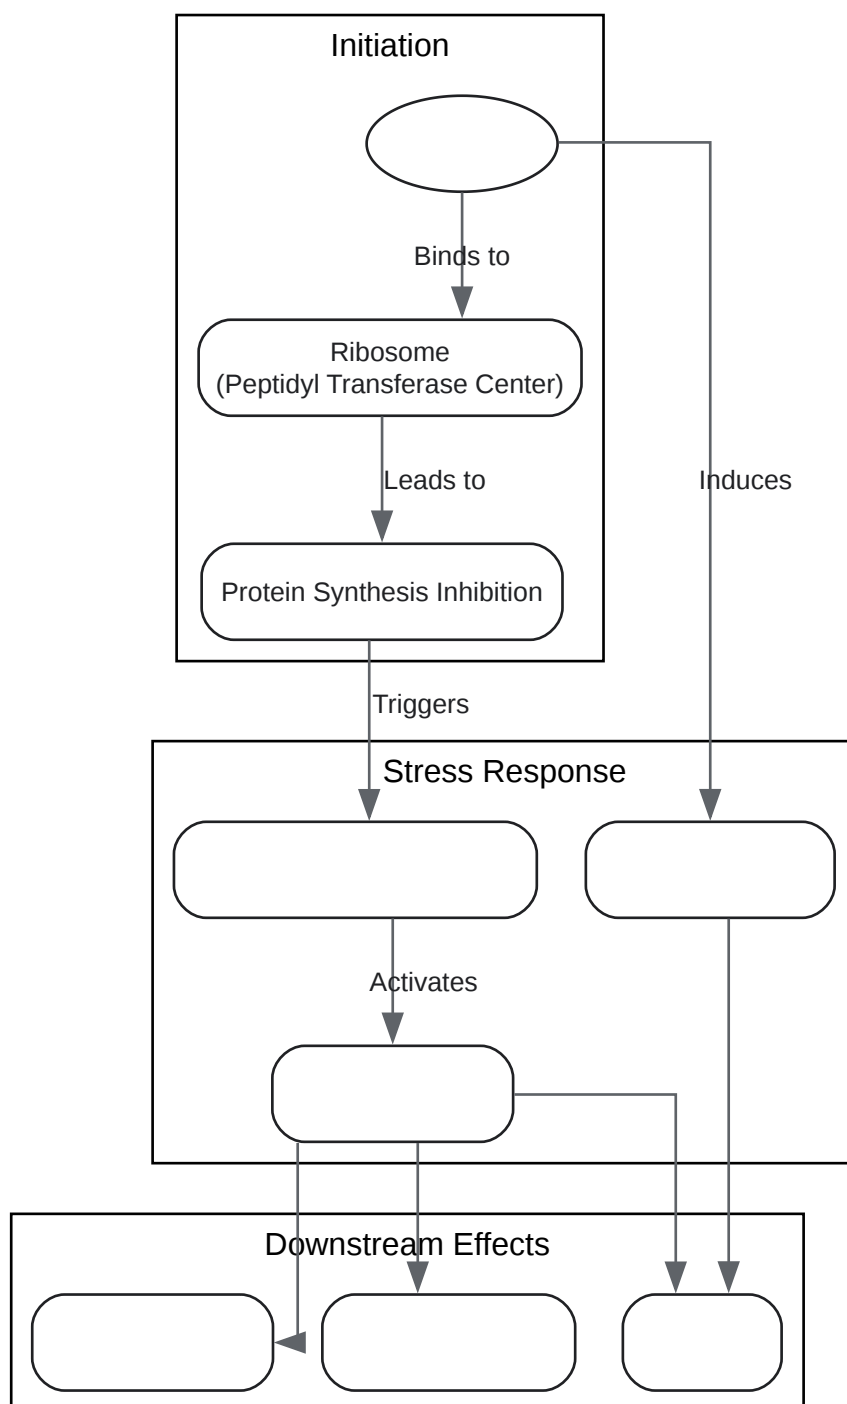 Initiation
Binds to
Ribosome
(Peptidyl Transferase Center)
Leads to
Induces
Protein Synthesis Inhibition
Triggers
Stress Response
Activates
Downstream Effects